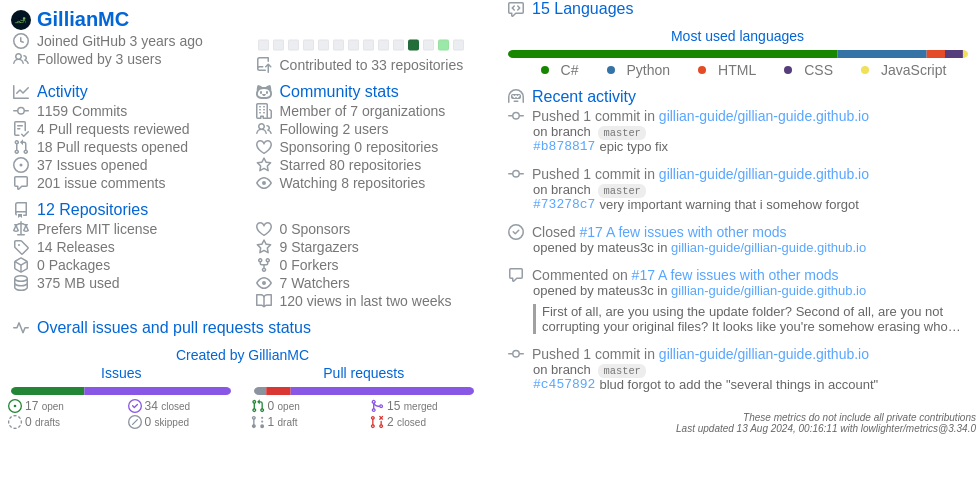 GillianMC
Joined GitHub 3 years ago
Followed by 3 users
Contributed to 33 repositories
Activity
1159 Commits
4 Pull requests reviewed
18 Pull requests opened
37 Issues opened
201 issue comments
Community stats
Member of 7 organizations
Following 2 users
Sponsoring 0 repositories
Starred 80 repositories
Watching 8 repositories
12 Repositories
Prefers MIT license
14 Releases
0 Packages
375 MB used
0 Sponsors
9 Stargazers
0 Forkers
7 Watchers
120 views in last two weeks
Overall issues and pull requests status
Created by GillianMC
Issues
17 open
34 closed
0 drafts
0 skipped
Pull requests
0 open
15 merged
1 draft
2 closed
15 Languages
Most used languages
C# Python HTML CSS JavaScript
Recent activity
Pushed 1 commit in gillian-guide/gillian-guide.github.io
on branch master
#b878817 epic typo fix
Pushed 1 commit in gillian-guide/gillian-guide.github.io
on branch master
#73278c7 very important warning that i somehow forgot
Closed #17 A few issues with other mods
opened by mateus3c in gillian-guide/gillian-guide.github.io
Commented on #17 A few issues with other mods
opened by mateus3c in gillian-guide/gillian-guide.github.io
First of all, are you using the update folder? Second of all, are you not
corrupting your original files? It looks like you're somehow erasing who…
Pushed 1 commit in gillian-guide/gillian-guide.github.io
on branch master
#c457892 blud forgot to add the "several things in account"
These metrics do not include all private contributions
Last updated 13 Aug 2024, 00:16:11 with lowlighter/metrics@3.34.0